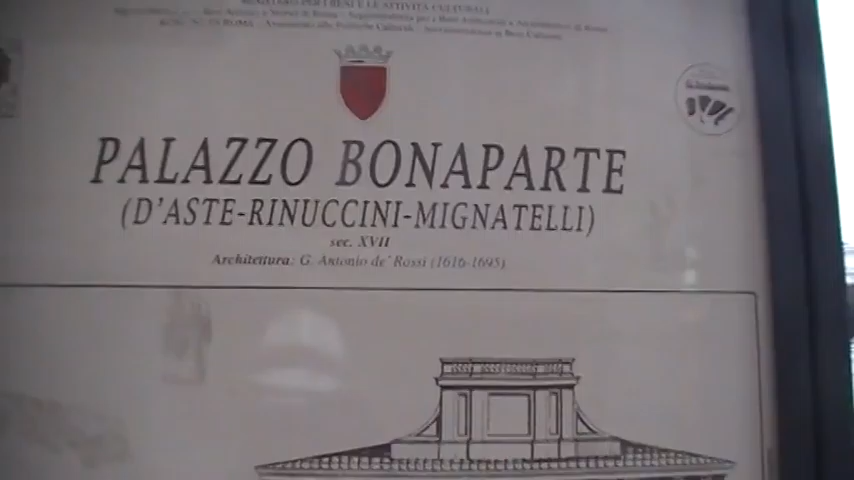 MINISTERO PER I BENI E LE ATTIVITÀ CULTURALI
PALAZZO BONAPARTE
(D'ASTE-RINUCCINI-MIGNATELLI)
sec. XVII
Architettura: G. Antonio de' Rossi (1616-1695)